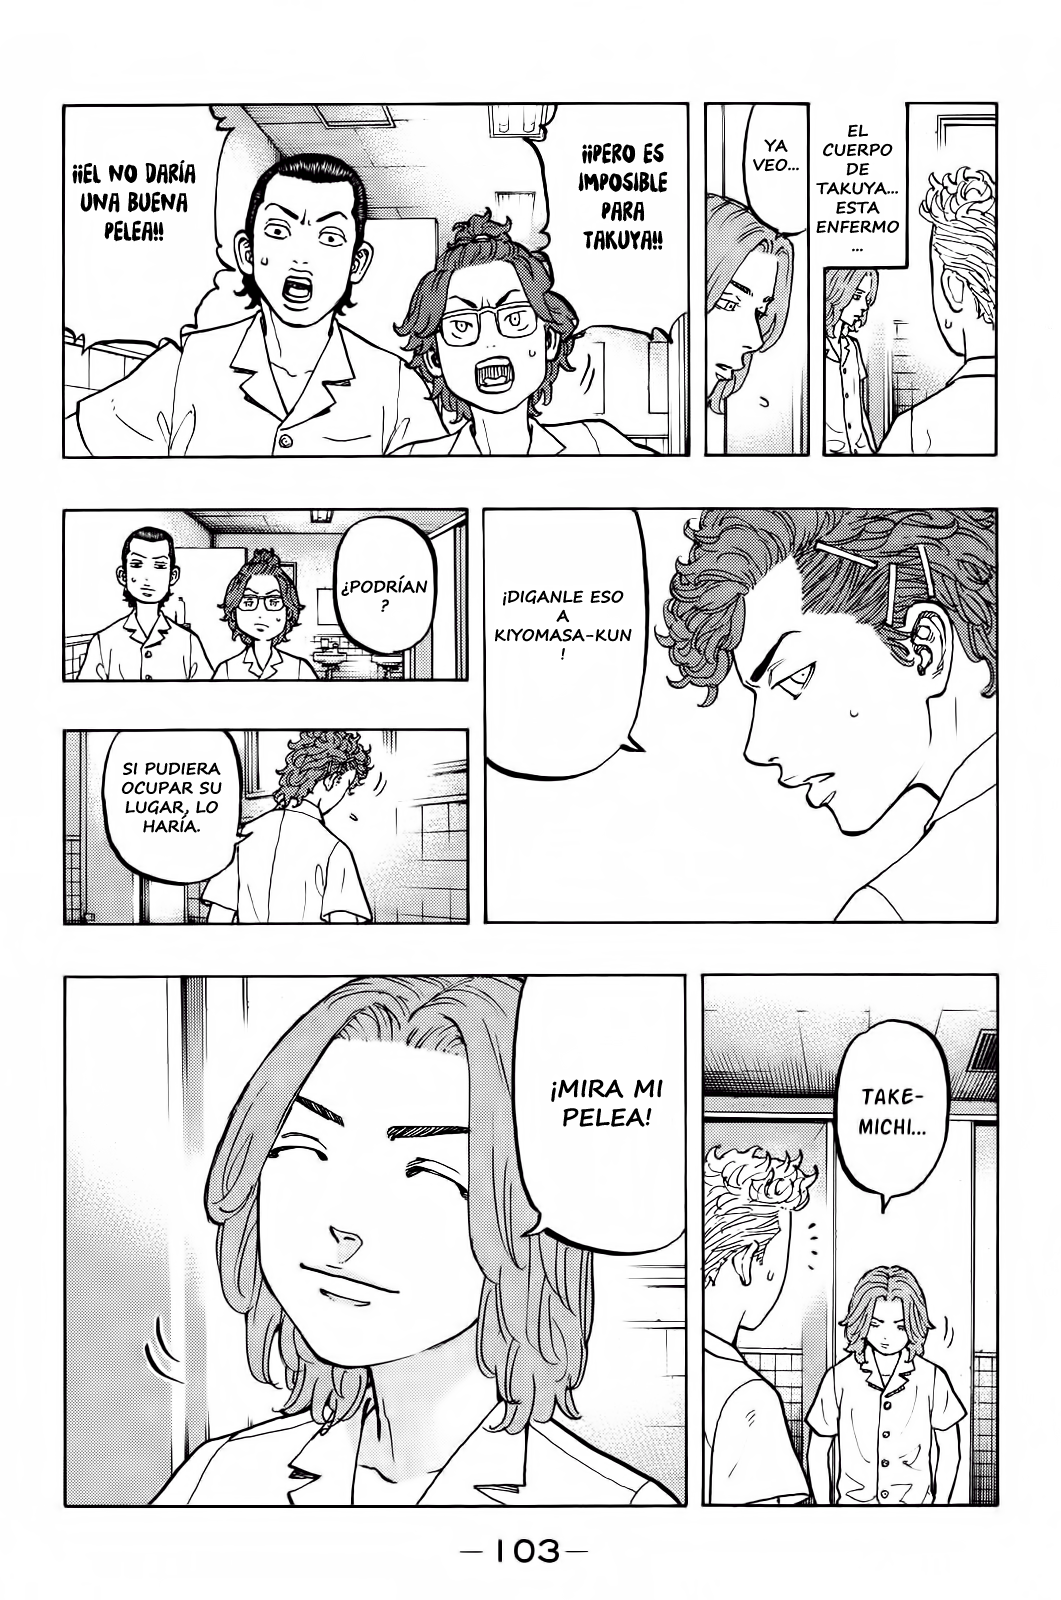 EL
CUERPO
DE
TAKUYA...
ESTA
ENFERMO
...
YA
VEO...
¡¡PERO ES
IMPOSIBLE
PARA
TAKUYA!!
¡¡EL NO DARÍA
UNA BUENA
PELEA!!
¡DIGANLE ESO
A
KIYOMASA-KUN
!
¿PODRÍAN
?
SI PUDIERA
OCUPAR SU
LUGAR, LO
HARÍA.
TAKE-
MICHI...
¡MIRA MI
PELEA!
—103—